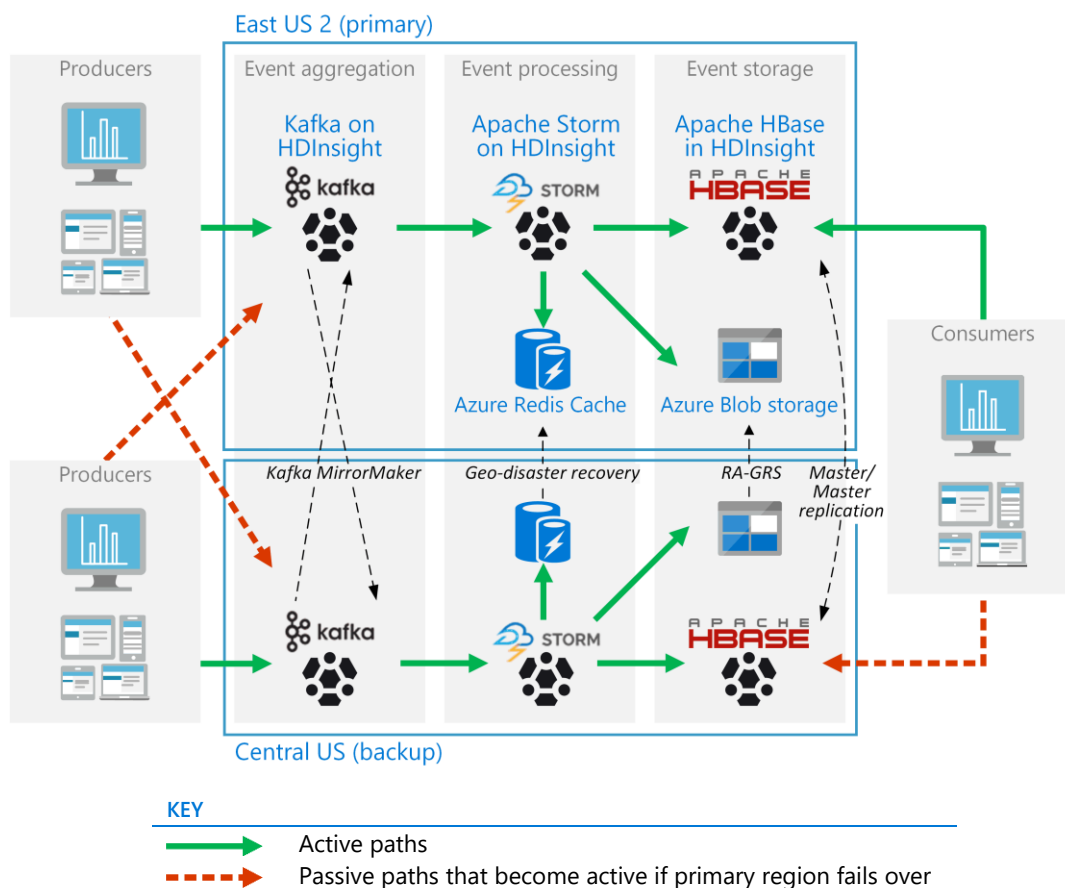 East US 2 (primary)
Producers
Event aggregation
Event processing
Event storage
Kafka on
HDInsight
Apache Storm
on HDInsight
Apache HBase
in HDInsight
kafka
STORM
APACHE
HBASE
Azure Redis Cache
Azure Blob storage
Consumers
Producers
Kafka MirrorMaker
Geo-disaster recovery
RA-GRS
Master/
Master
replication
kafka
STORM
APACHE
HBASE
Central US (backup)
KEY
Active paths
Passive paths that become active if primary region fails over